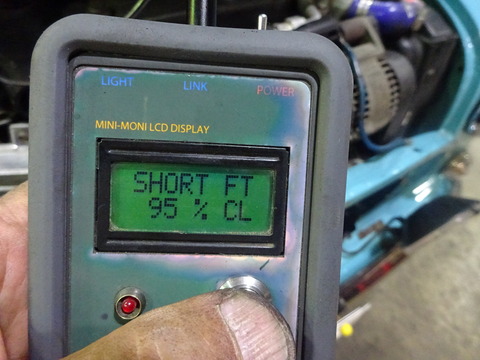 LIGHT LINK POWER
MINI-MONI LCD DISPLAY
SHORT FT
95 % CL